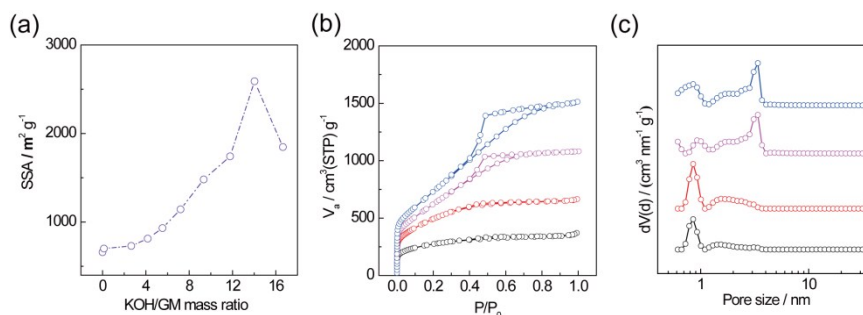 (a)
3000
2000
1000
0
SSA / m² g⁻¹
0 4 8 12 16
KOH/GM mass ratio
(b)
2000
1500
1000
500
0
Vₐ / cm³(STP) g⁻¹
0.0 0.2 0.4 0.6 0.8 1.0
P/P₀
(c)
dV(d) / (cm³ nm⁻¹ g⁻¹)
1 10
Pore size / nm